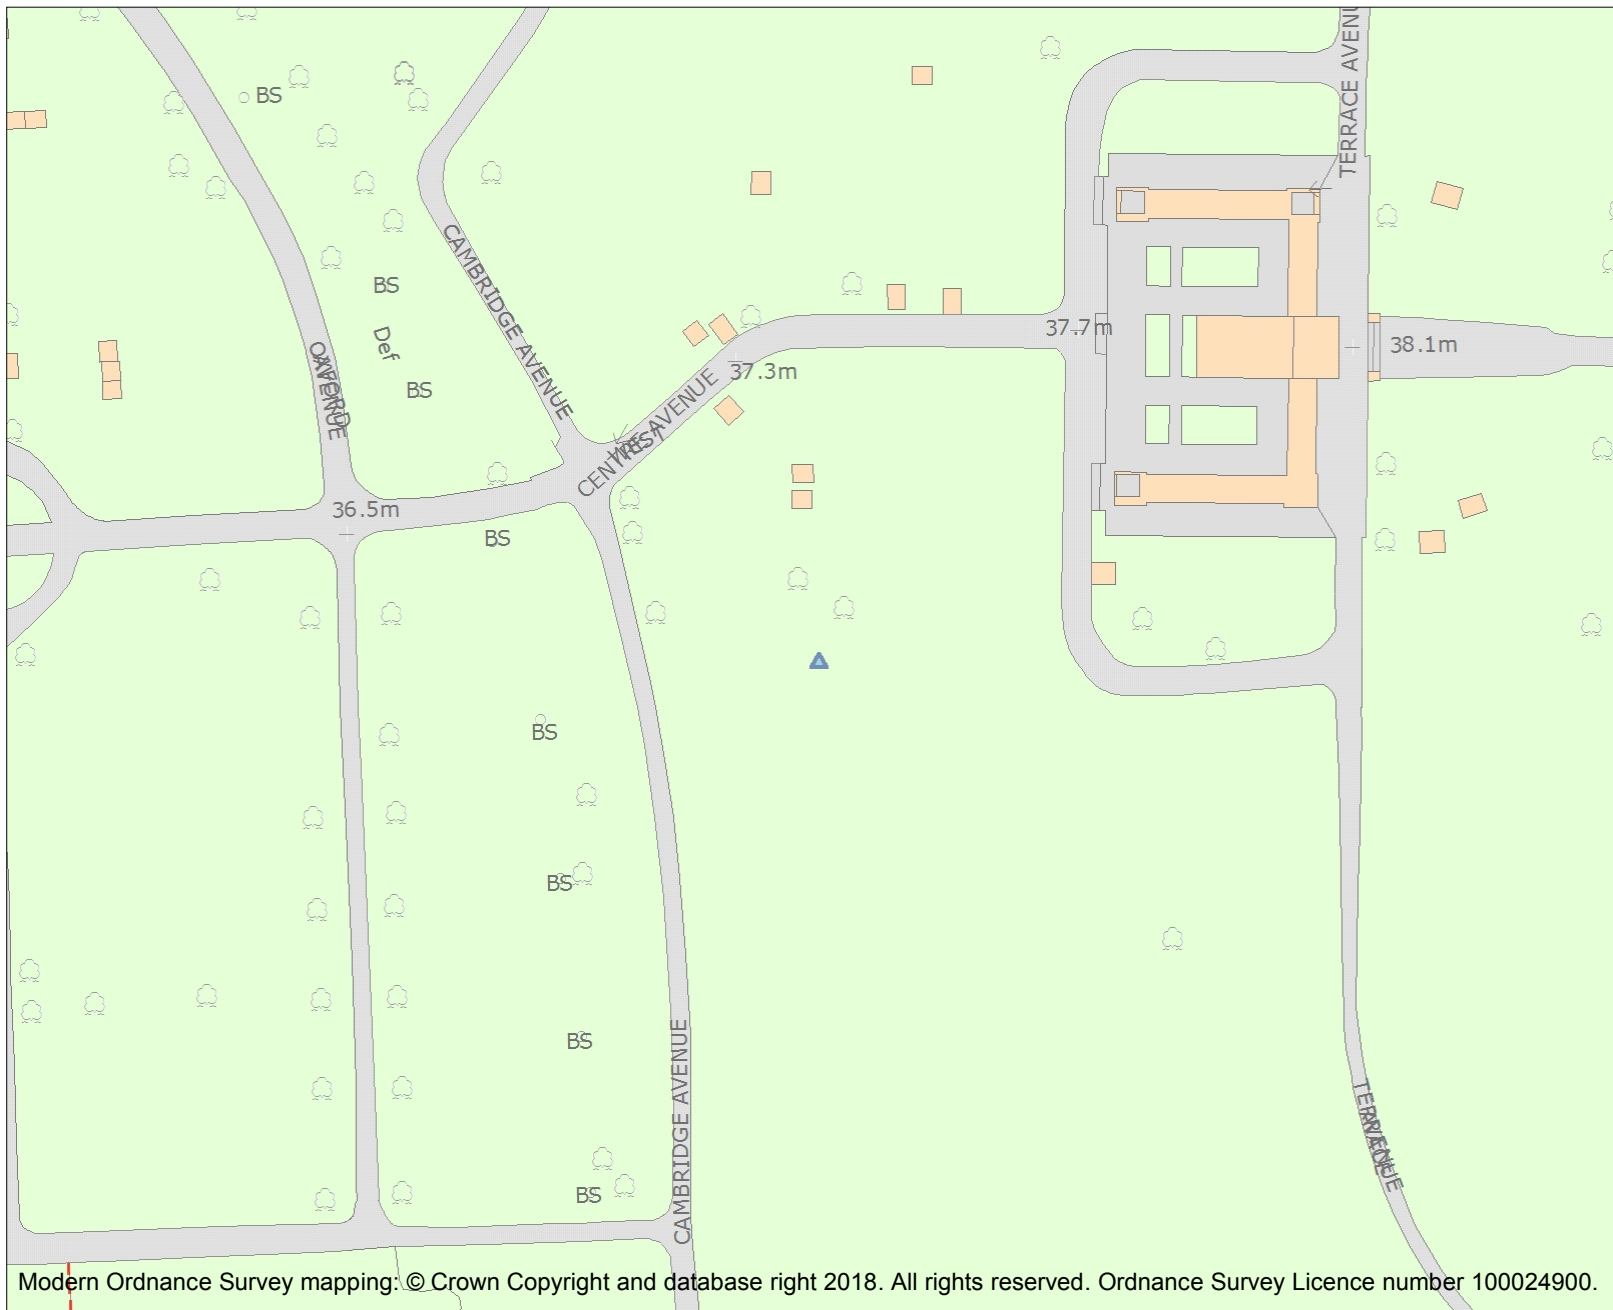 TERRACE AVENU
BS
CAMBRIDGE AVENUE
BS
Def
BS
OXFORD
AVENUE
37.7m
38.1m
37.3m
CENTRE AVENUE
WEST
36.5m
BS
BS
BS
BS
BS
CAMBRIDGE AVENUE
TERRACE
AVENUE
Modern Ordnance Survey mapping: © Crown Copyright and database right 2018. All rights reserved. Ordnance Survey Licence number 100024900.